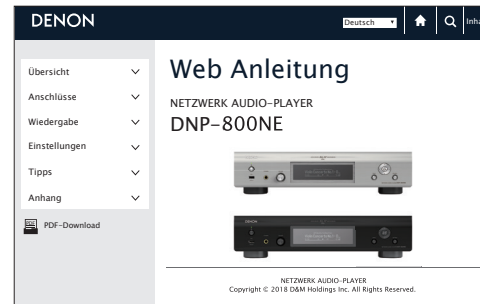 DENON
Deutsch
Übersicht
Anschlüsse
Wiedergabe
Einstellungen
Tipps
Anhang
PDF-Download
Web Anleitung
NETZWERK AUDIO-PLAYER
DNP-800NE
NETZWERK AUDIO-PLAYER
Copyright © 2018 D&M Holdings Inc. All Rights Reserved.